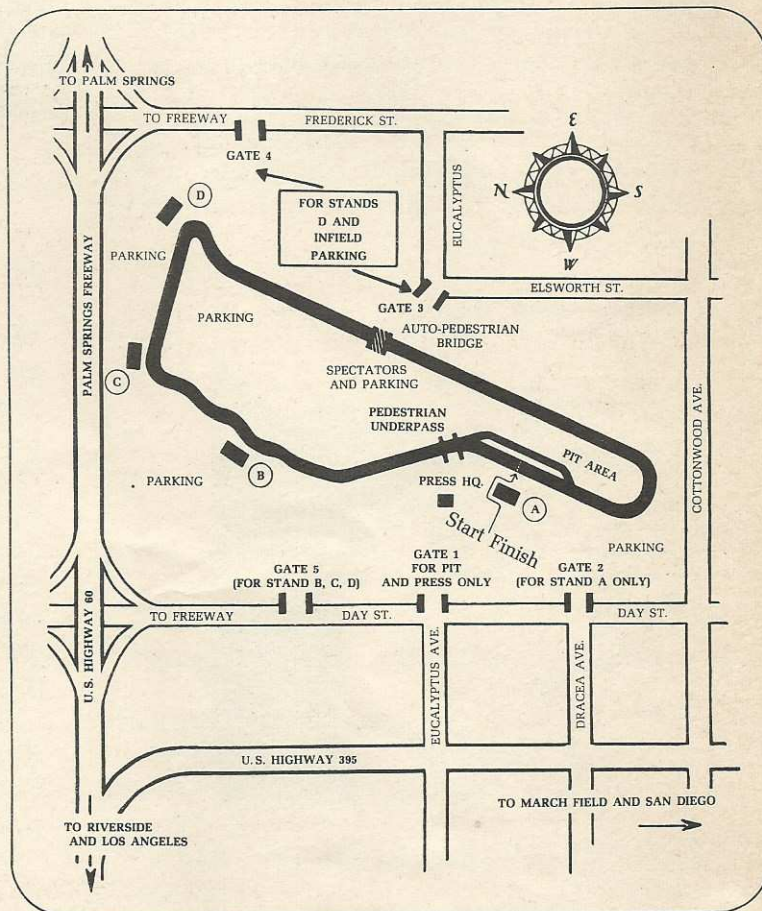 TO PALM SPRINGS
TO FREEWAY
FREDERICK ST.
GATE 4
E
N
S
W
D
FOR STANDS
D AND
INFIELD
PARKING
EUCALYPTUS
PARKING
PALM SPRINGS FREEWAY
ELSWORTH ST.
GATE 3
PARKING
AUTO-PEDESTRIAN
BRIDGE
C
SPECTATORS
AND PARKING
COTTONWOOD AVE.
PEDESTRIAN
UNDERPASS
B
PIT AREA
PARKING
PRESS HQ.
A
Start Finish
PARKING
GATE 5
(FOR STAND B, C, D)
GATE 1
FOR PIT
AND PRESS ONLY
GATE 2
(FOR STAND A ONLY)
TO FREEWAY
DAY ST.
DAY ST.
U.S. HIGHWAY 60
EUCALYPTUS AVE.
DRACEA AVE.
U.S. HIGHWAY 395
TO MARCH FIELD AND SAN DIEGO
TO RIVERSIDE
AND LOS ANGELES